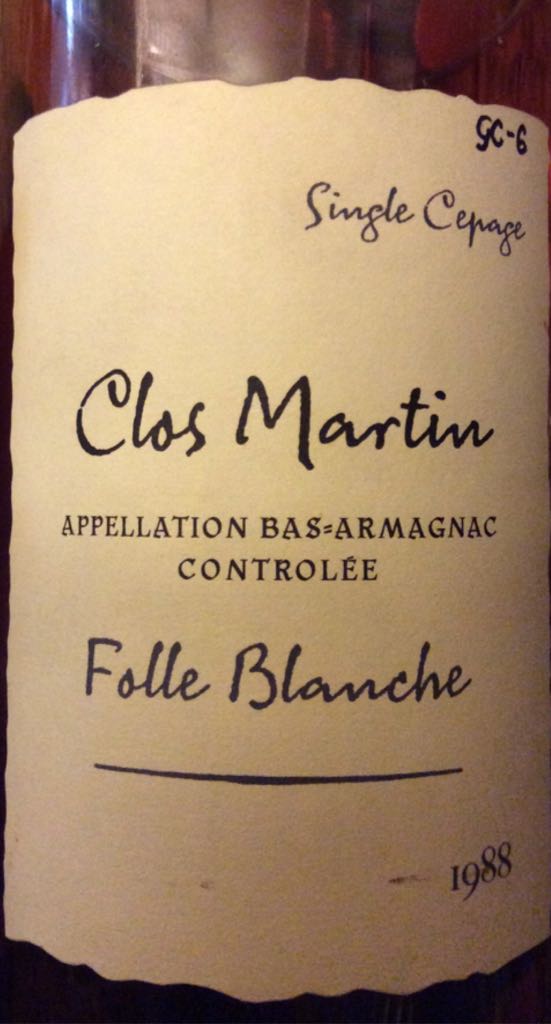 GC-6
Single Cepage
Clos Martin
APPELLATION BAS=ARMAGNAC
CONTROLÉE
Folle Blanche
1988